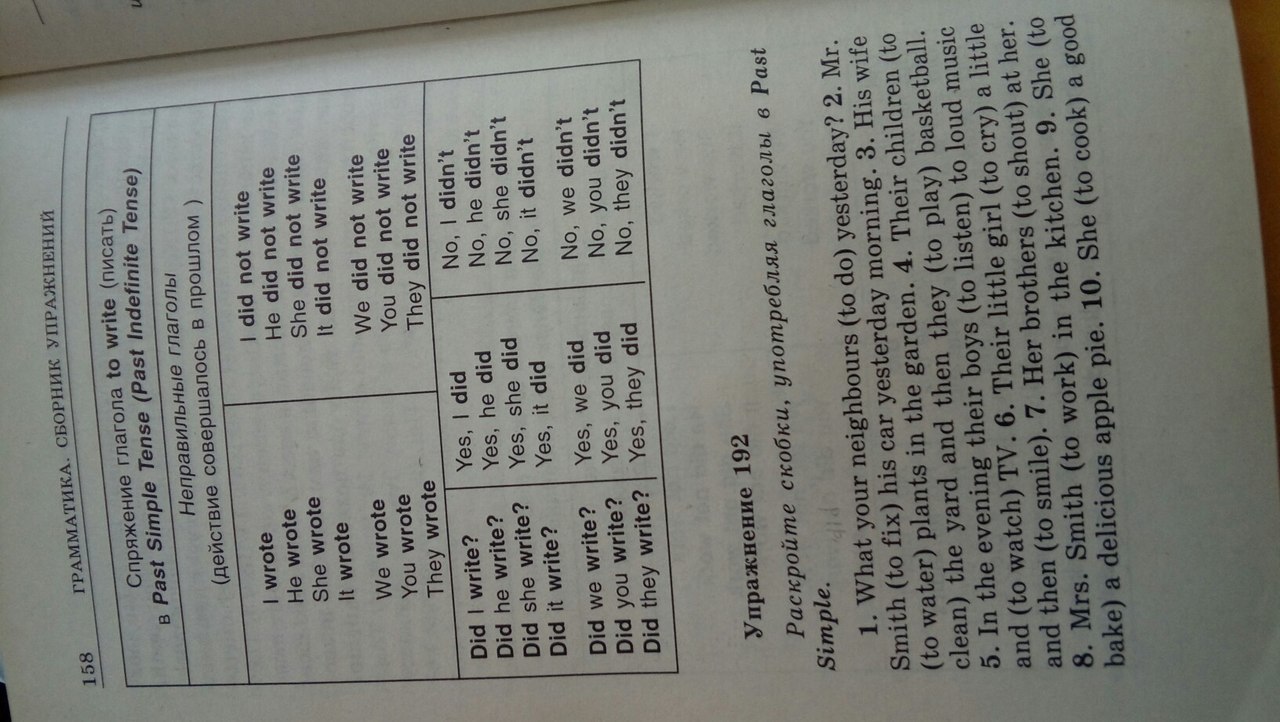 158 ГРАММАТИКА. СБОРНИК УПРАЖНЕНИЙ
Спряжение глагола to write (писать)
в Past Simple Tense (Past Indefinite Tense)
Неправильные глаголы
(действие совершалось в прошлом )
I wrote
He wrote
She wrote
It wrote
We wrote
You wrote
They wrote
I did not write
He did not write
She did not write
It did not write
We did not write
You did not write
They did not write
Did I write?
Did he write?
Did she write?
Did it write?
Did we write?
Did you write?
Did they write?
Yes, I did
Yes, he did
Yes, she did
Yes, it did
Yes, we did
Yes, you did
Yes, they did
No, I didn't
No, he didn't
No, she didn't
No, it didn't
No, we didn't
No, you didn't
No, they didn't
Упражнение 192
Раскройте скобки, употребляя глаголы в Past
Simple.
1. What your neighbours (to do) yesterday? 2. Mr.
Smith (to fix) his car yesterday morning. 3. His wife
(to water) plants in the garden. 4. Their children (to
clean) the yard and then they (to play) basketball.
5. In the evening their boys (to listen) to loud music
and (to watch) TV. 6. Their little girl (to cry) a little
and then (to smile). 7. Her brothers (to shout) at her.
8. Mrs. Smith (to work) in the kitchen. 9. She (to
bake) a delicious apple pie. 10. She (to cook) a good